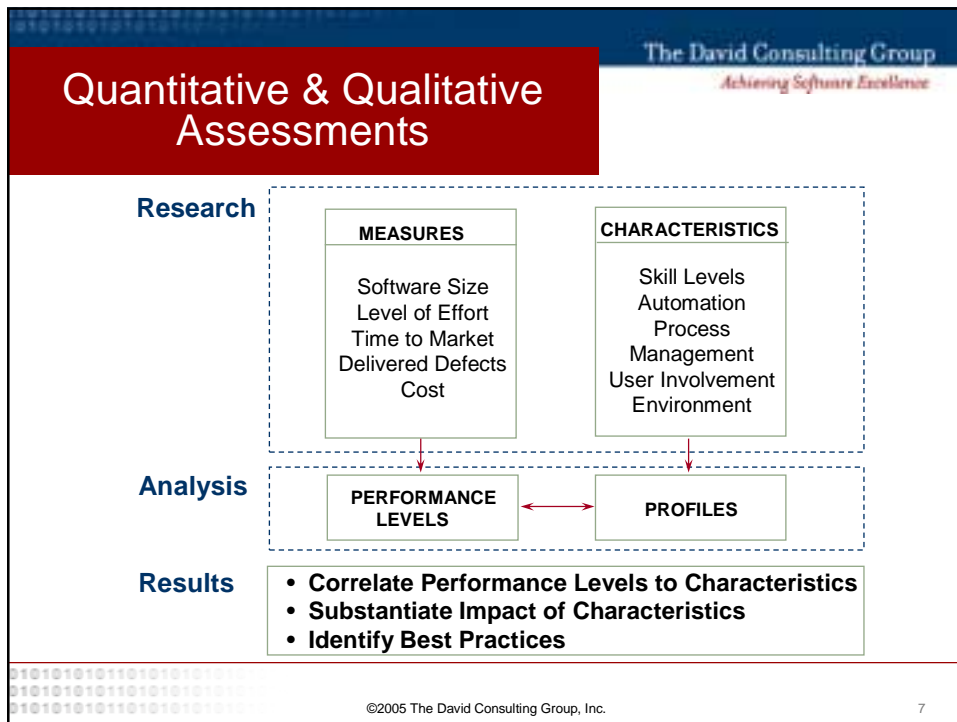 The David Consulting Group
Achieving Software Excellence
Quantitative & Qualitative
Assessments
Research
MEASURES
Software Size
Level of Effort
Time to Market
Delivered Defects
Cost
CHARACTERISTICS
Skill Levels
Automation
Process
Management
User Involvement
Environment
Analysis
PERFORMANCE
LEVELS
PROFILES
Results
• Correlate Performance Levels to Characteristics
• Substantiate Impact of Characteristics
• Identify Best Practices
©2005 The David Consulting Group, Inc.
7